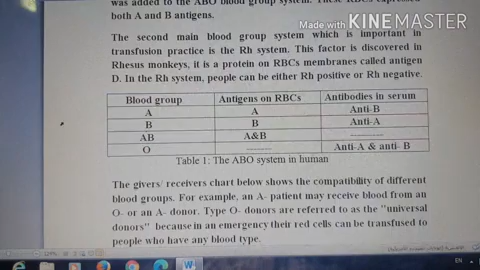 was added to the ABO blood group system. These RBCs expressed
both A and B antigens.
Made with KINEMASTER
The second main blood group system which is important in
transfusion practice is the Rh system. This factor is discovered in
Rhesus monkeys, it is a protein on RBCs membranes called antigen
D. In the Rh system, people can be either Rh positive or Rh negative.
Blood group Antigens on RBCs Antibodies in serum
A A Anti-B
B B Anti-A
AB A&B --------
O -------- Anti-A & anti- B
Table 1: The ABO system in human
The givers/ receivers chart below shows the compatibility of different
blood groups. For example, an A- patient may receive blood from an
O- or an A- donor. Type O- donors are referred to as the "universal
donors" because in an emergency their red cells can be transfused to
people who have any blood type.
EN